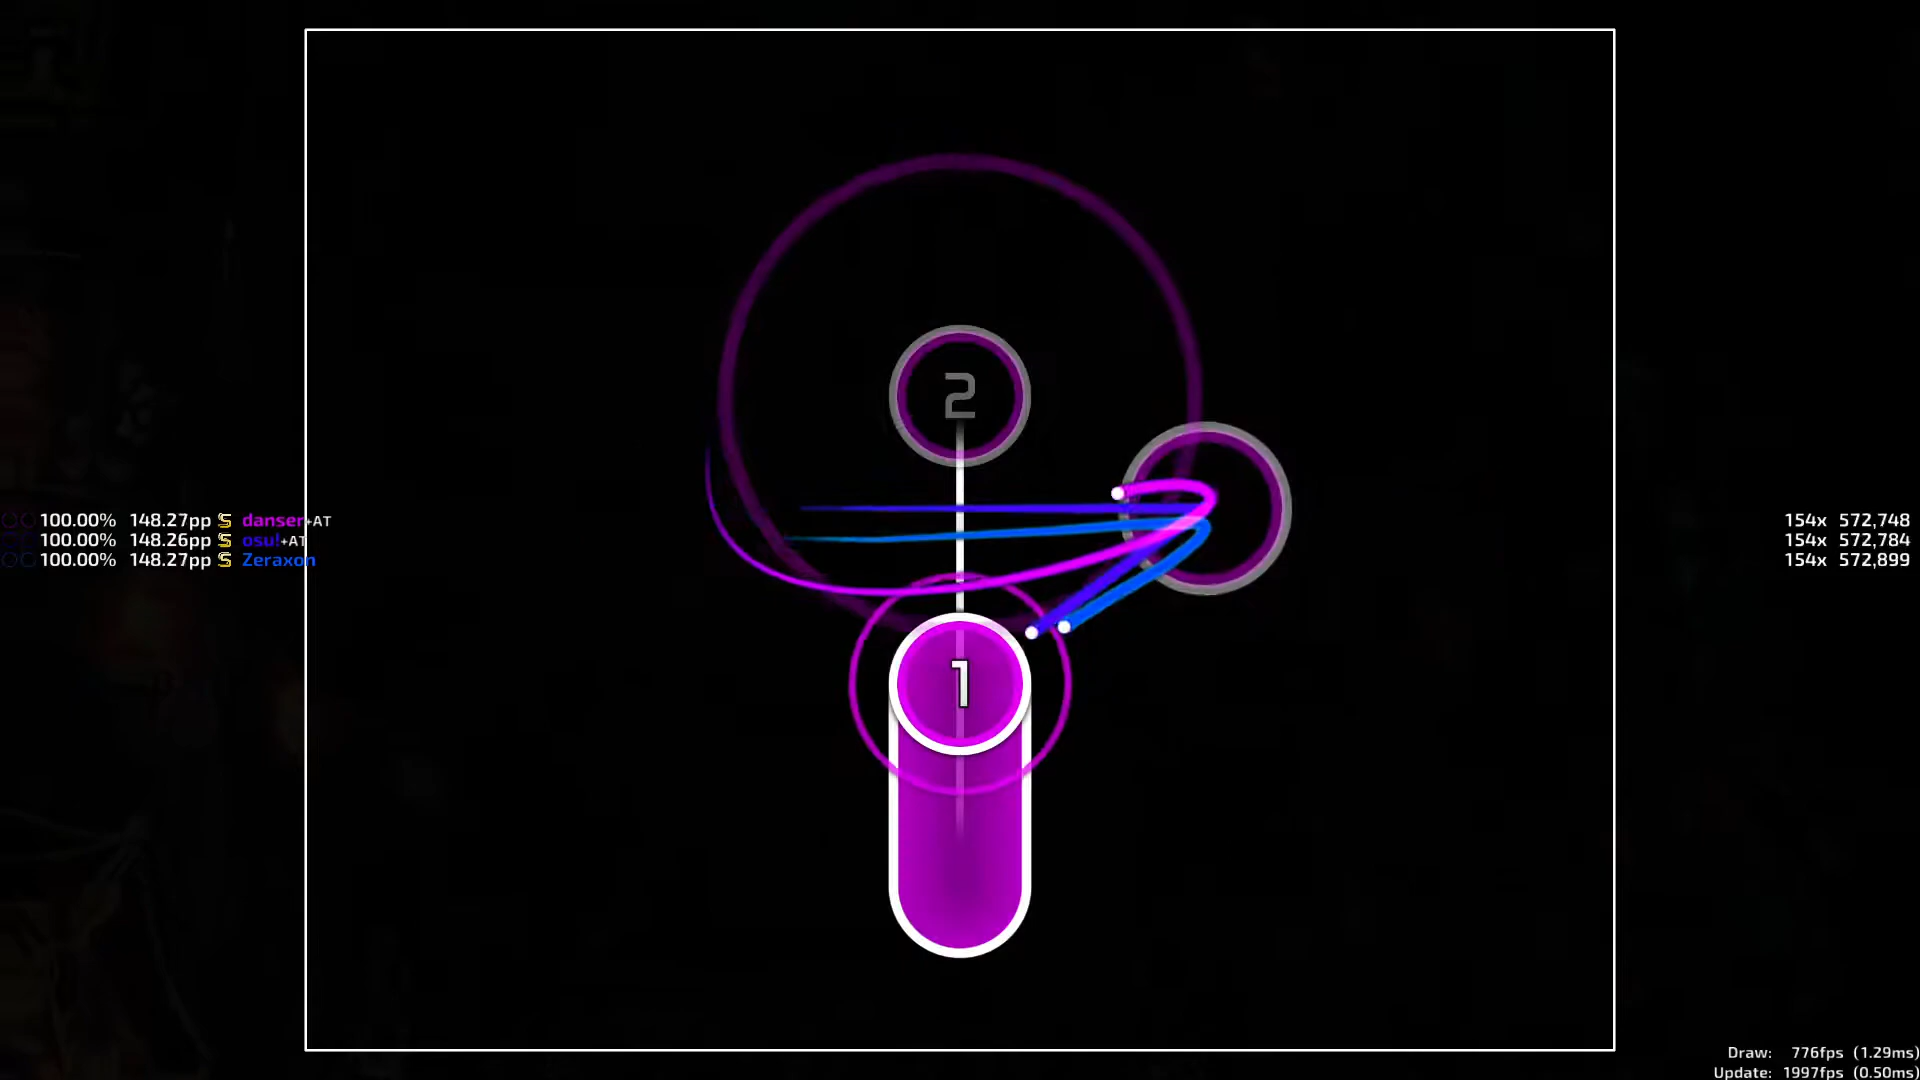 2
100.00% 148.27pp S danser+AT 154x 572,748
100.00% 148.26pp S osu!+AT 154x 572,784
100.00% 148.27pp S Zeraxon 154x 572,899
1
Draw: 776fps (1.29ms)
Update: 1997fps (0.50ms)